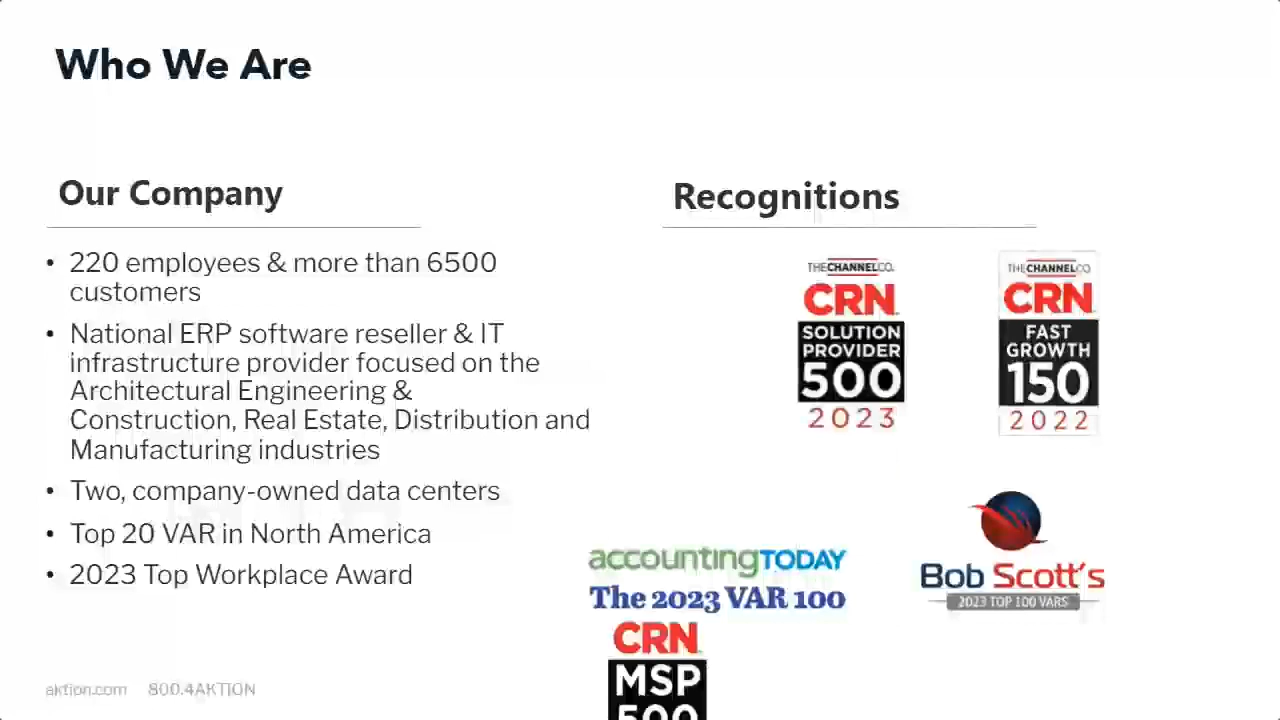 Who We Are
Our Company
• 220 employees & more than 6500
customers
• National ERP software reseller & IT
infrastructure provider focused on the
Architectural Engineering &
Construction, Real Estate, Distribution and
Manufacturing industries
• Two, company-owned data centers
• Top 20 VAR in North America
• 2023 Top Workplace Award
aktion.com 800.4AKTION
Recognitions
THE CHANNEL CO.
CRN
SOLUTION
PROVIDER
500
2023
THE CHANNEL CO.
CRN
FAST
GROWTH
150
2022
accountingTODAY
The 2023 VAR 100
Bob Scott's
2023 TOP 100 VARS
CRN
MSP
500